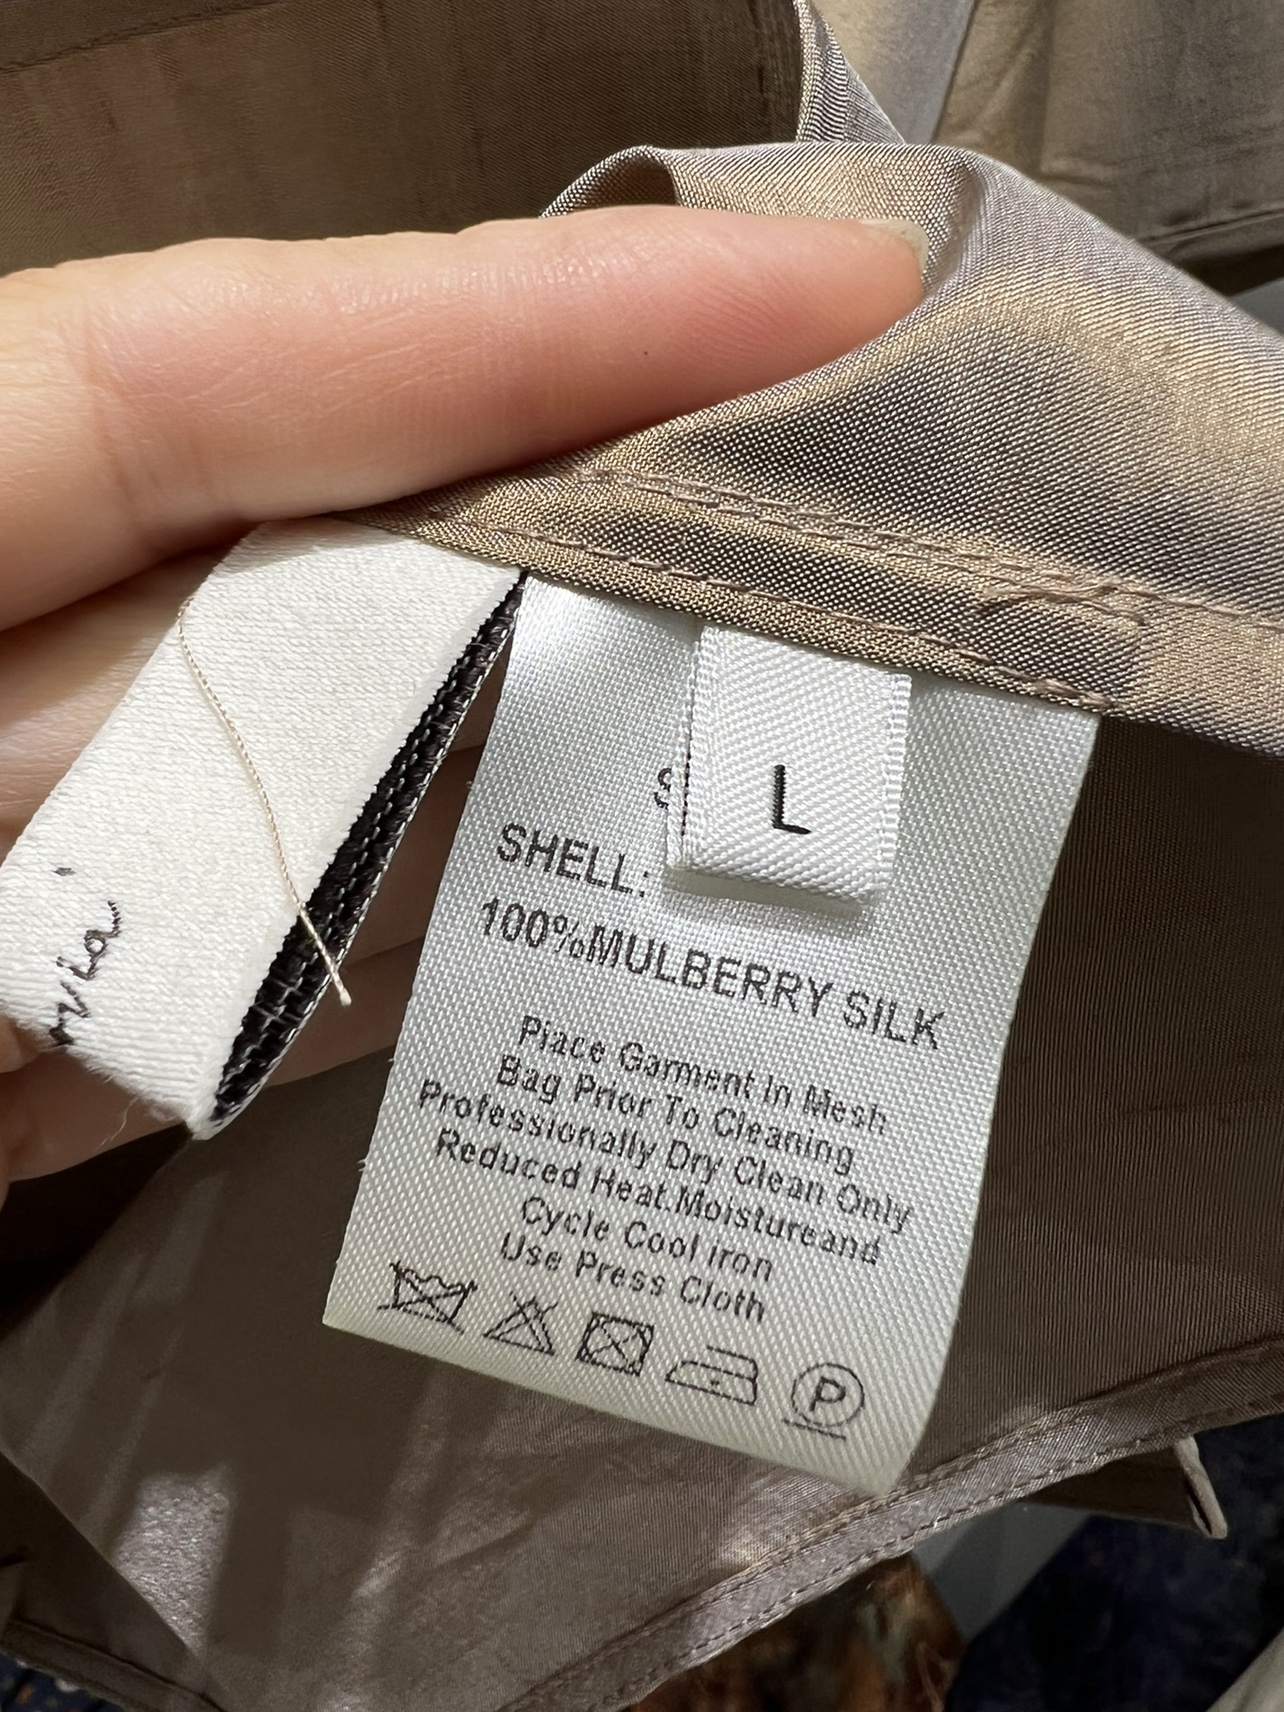 L
SHELL:
100%MULBERRY SILK
Place Garment in Mesh
Bag Prior To Cleaning
Professionally Dry Clean Only
Reduced Heat.Moistureand
Cycle Cool iron
Use Press Cloth
P